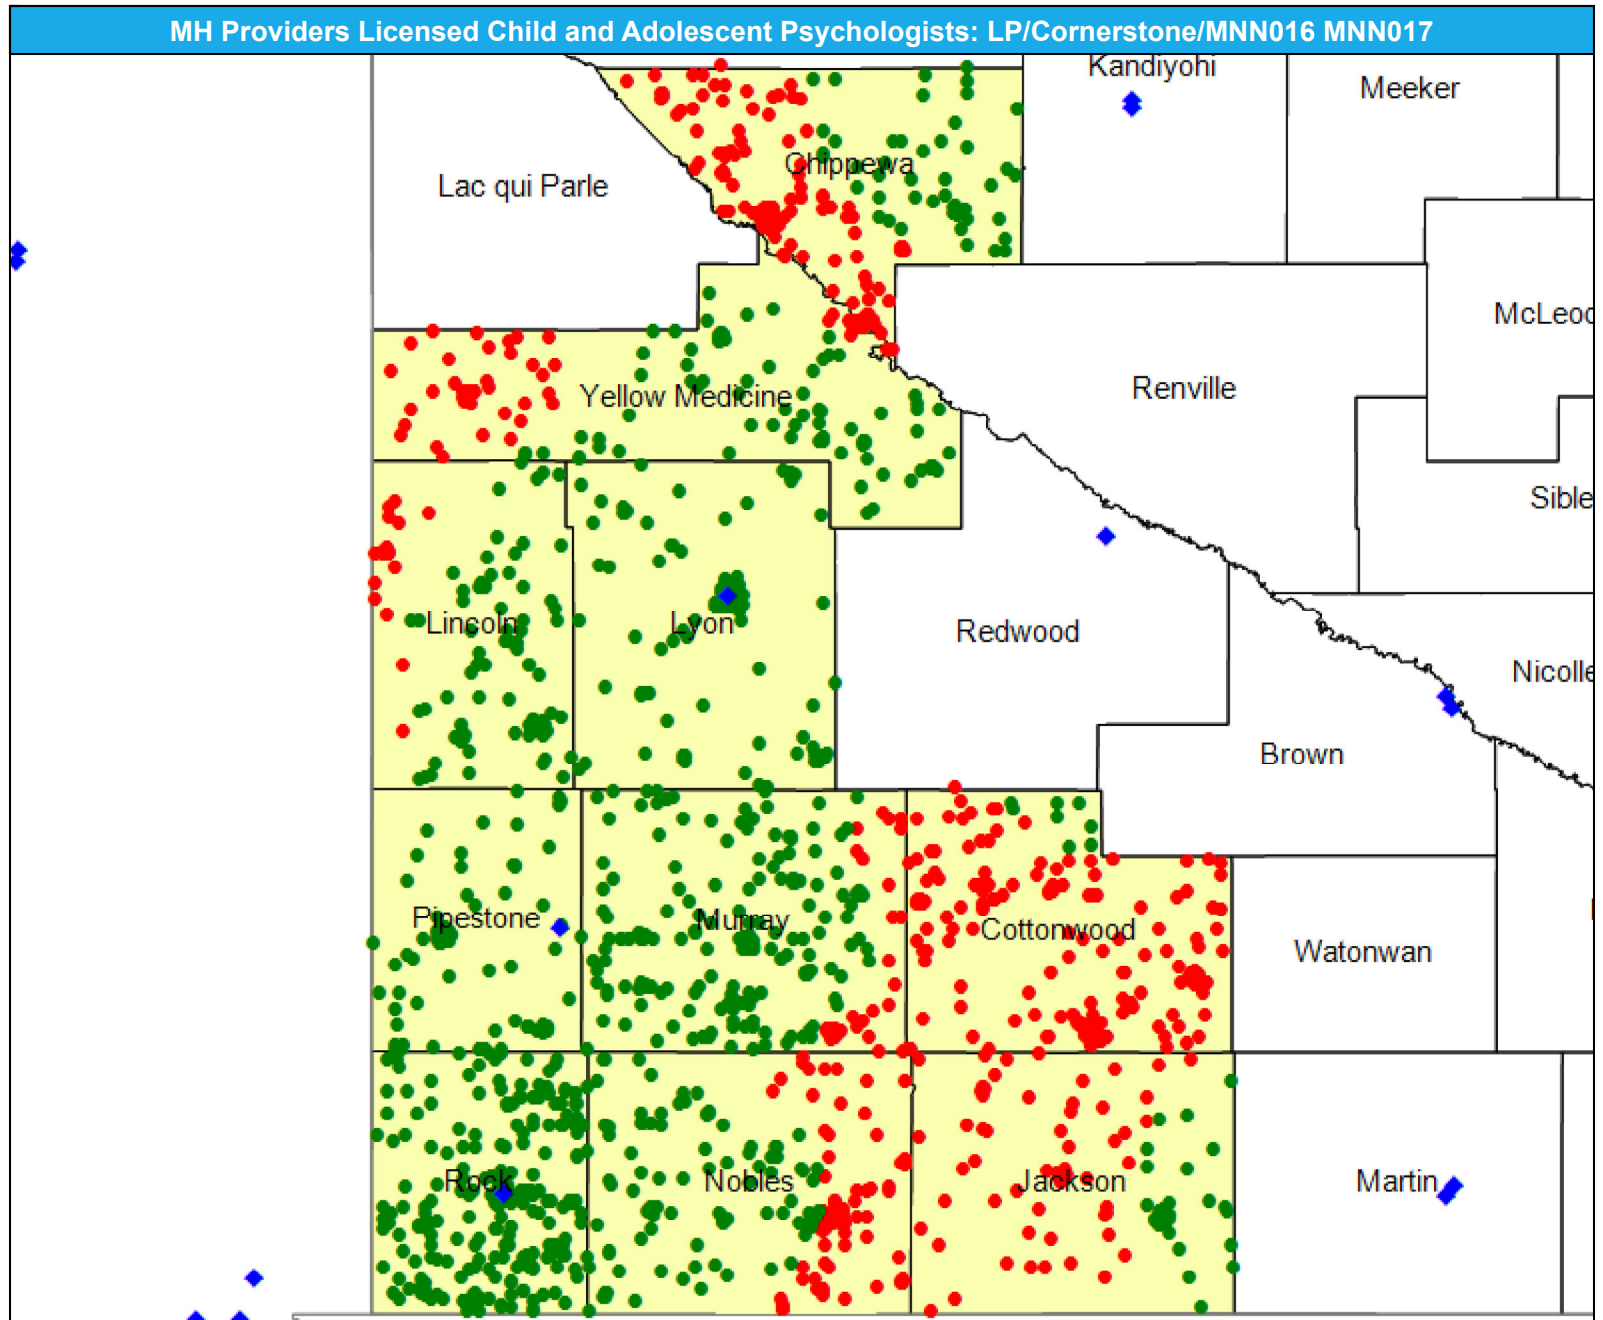 MH Providers Licensed Child and Adolescent Psychologists: LP/Cornerstone/MNN016 MNN017
Kandiyohi
Meeker
Chippewa
Lac qui Parle
McLeod
Renville
Yellow Medicine
Sible
Lincoln
Lyon
Redwood
Nicolle
Brown
Pipestone
Murray
Cottonwood
Watonwan
Rock
Nobles
Jackson
Martin